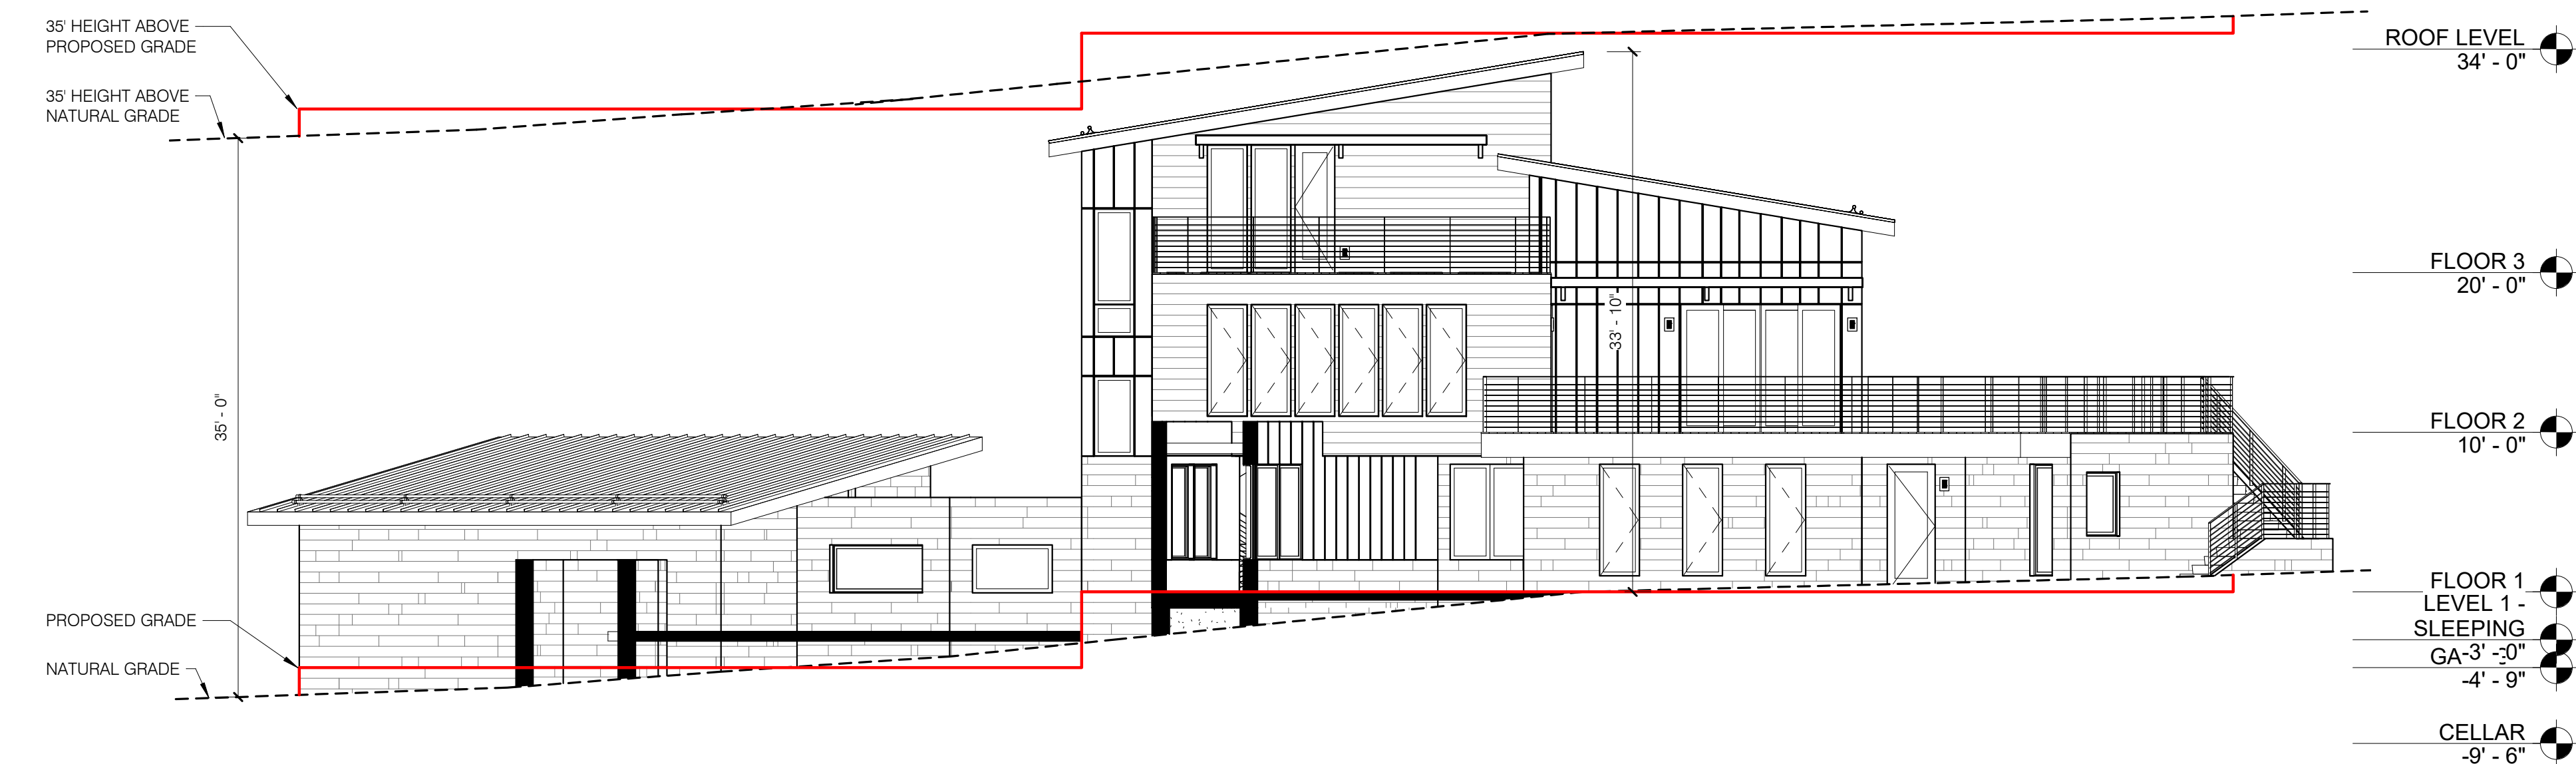 35' HEIGHT ABOVE
PROPOSED GRADE
35' HEIGHT ABOVE
NATURAL GRADE
35' - 0"
PROPOSED GRADE
NATURAL GRADE
33' - 10"
ROOF LEVEL
34' - 0"
FLOOR 3
20' - 0"
FLOOR 2
10' - 0"
FLOOR 1
LEVEL 1 -
SLEEPING
-3' - 0"
-4' - 9"
CELLAR
-9' - 6"